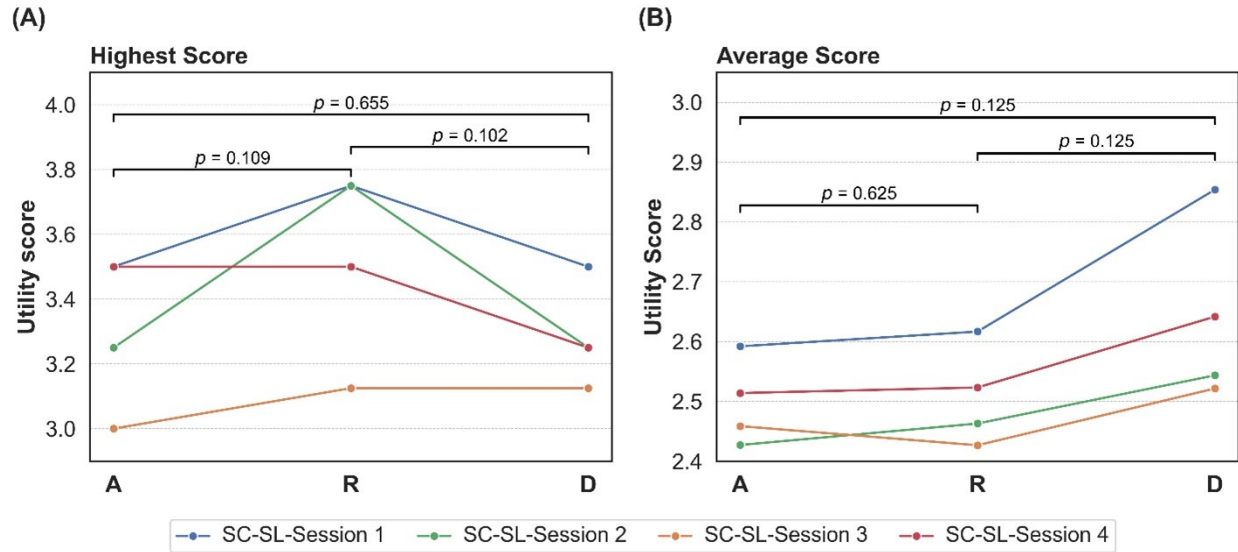 (A)
Highest Score
Utility score
4.0
3.8
3.6
3.4
3.2
3.0
p = 0.655
p = 0.102
p = 0.109
A R D
(B)
Average Score
Utility Score
3.0
2.9
2.8
2.7
2.6
2.5
2.4
p = 0.125
p = 0.125
p = 0.625
A R D
SC-SL-Session 1 SC-SL-Session 2 SC-SL-Session 3 SC-SL-Session 4